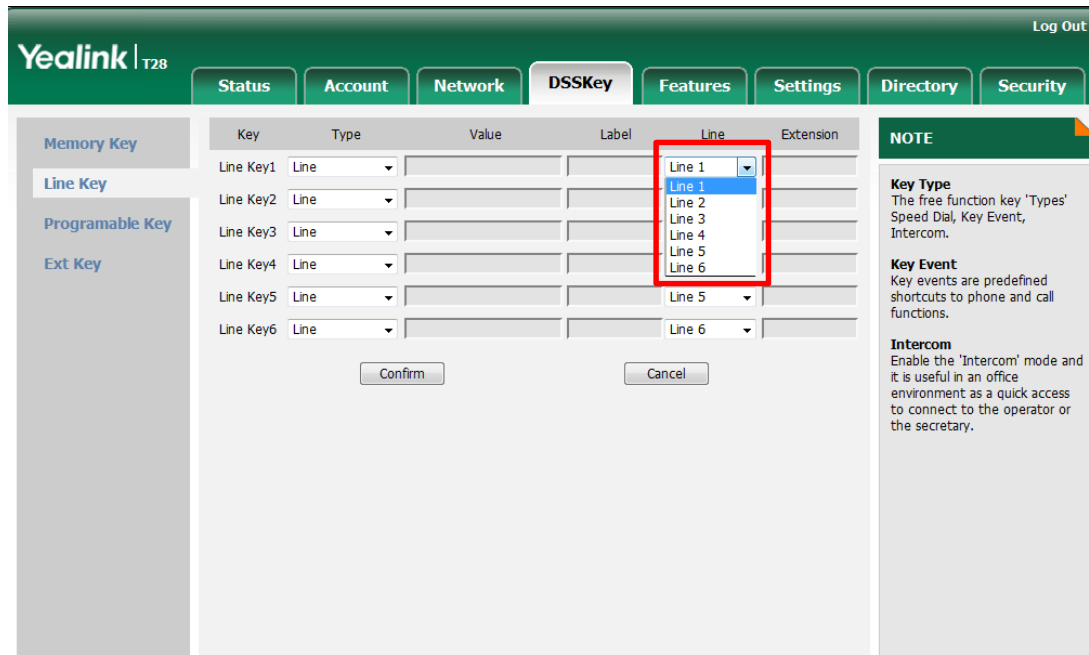 Log Out
Yealink | T28
Status Account Network DSSKey Features Settings Directory Security
Memory Key
Line Key
Programable Key
Ext Key
Key Type Value Label Line Extension
Line Key1 Line Line 1
Line 1
Line 2
Line 3
Line 4
Line 5
Line 6
Line Key2 Line
Line Key3 Line
Line Key4 Line
Line Key5 Line Line 5
Line Key6 Line Line 6
Confirm Cancel
NOTE
Key Type
The free function key 'Types'
Speed Dial, Key Event,
Intercom.
Key Event
Key events are predefined
shortcuts to phone and call
functions.
Intercom
Enable the 'Intercom' mode and
it is useful in an office
environment as a quick access
to connect to the operator or
the secretary.